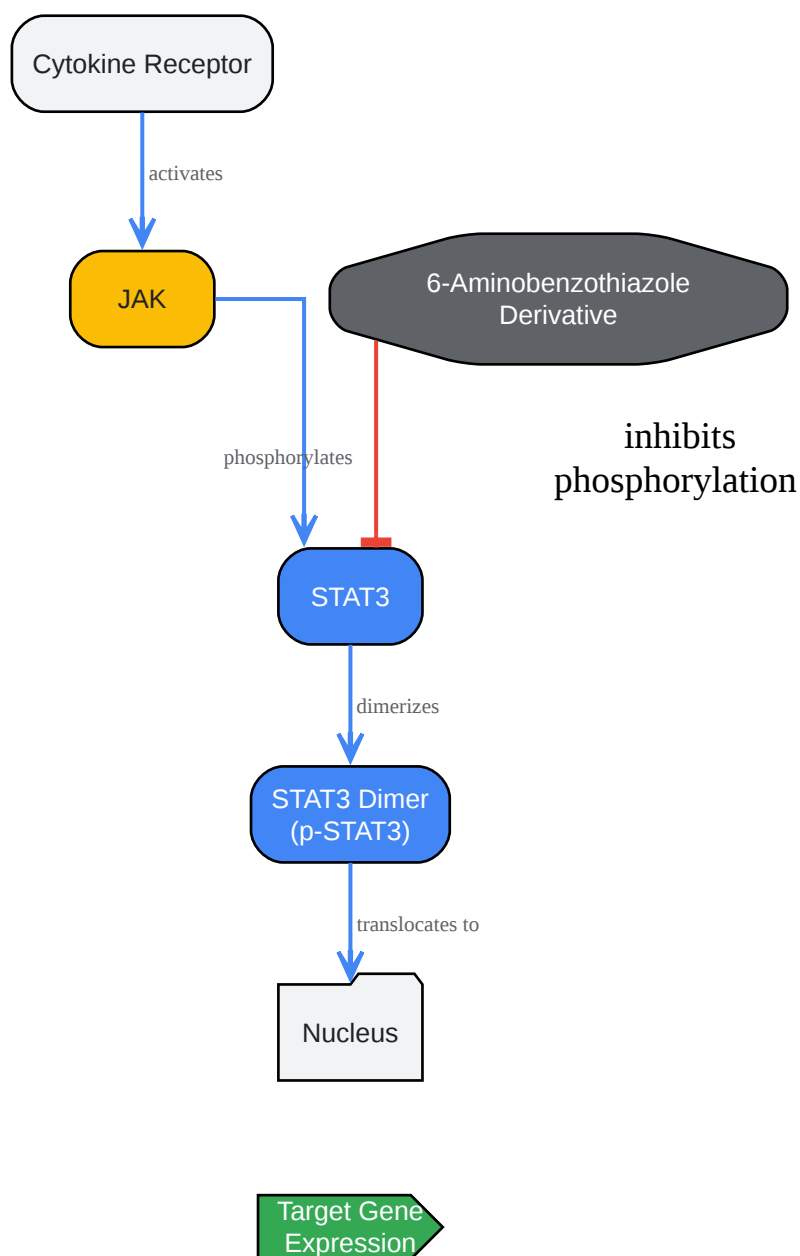 Cytokine Receptor
activates
JAK
6-Aminobenzothiazole
Derivative
inhibits
phosphorylation
phosphorylates
STAT3
dimerizes
STAT3 Dimer
(p-STAT3)
translocates to
Nucleus
Target Gene
Expression